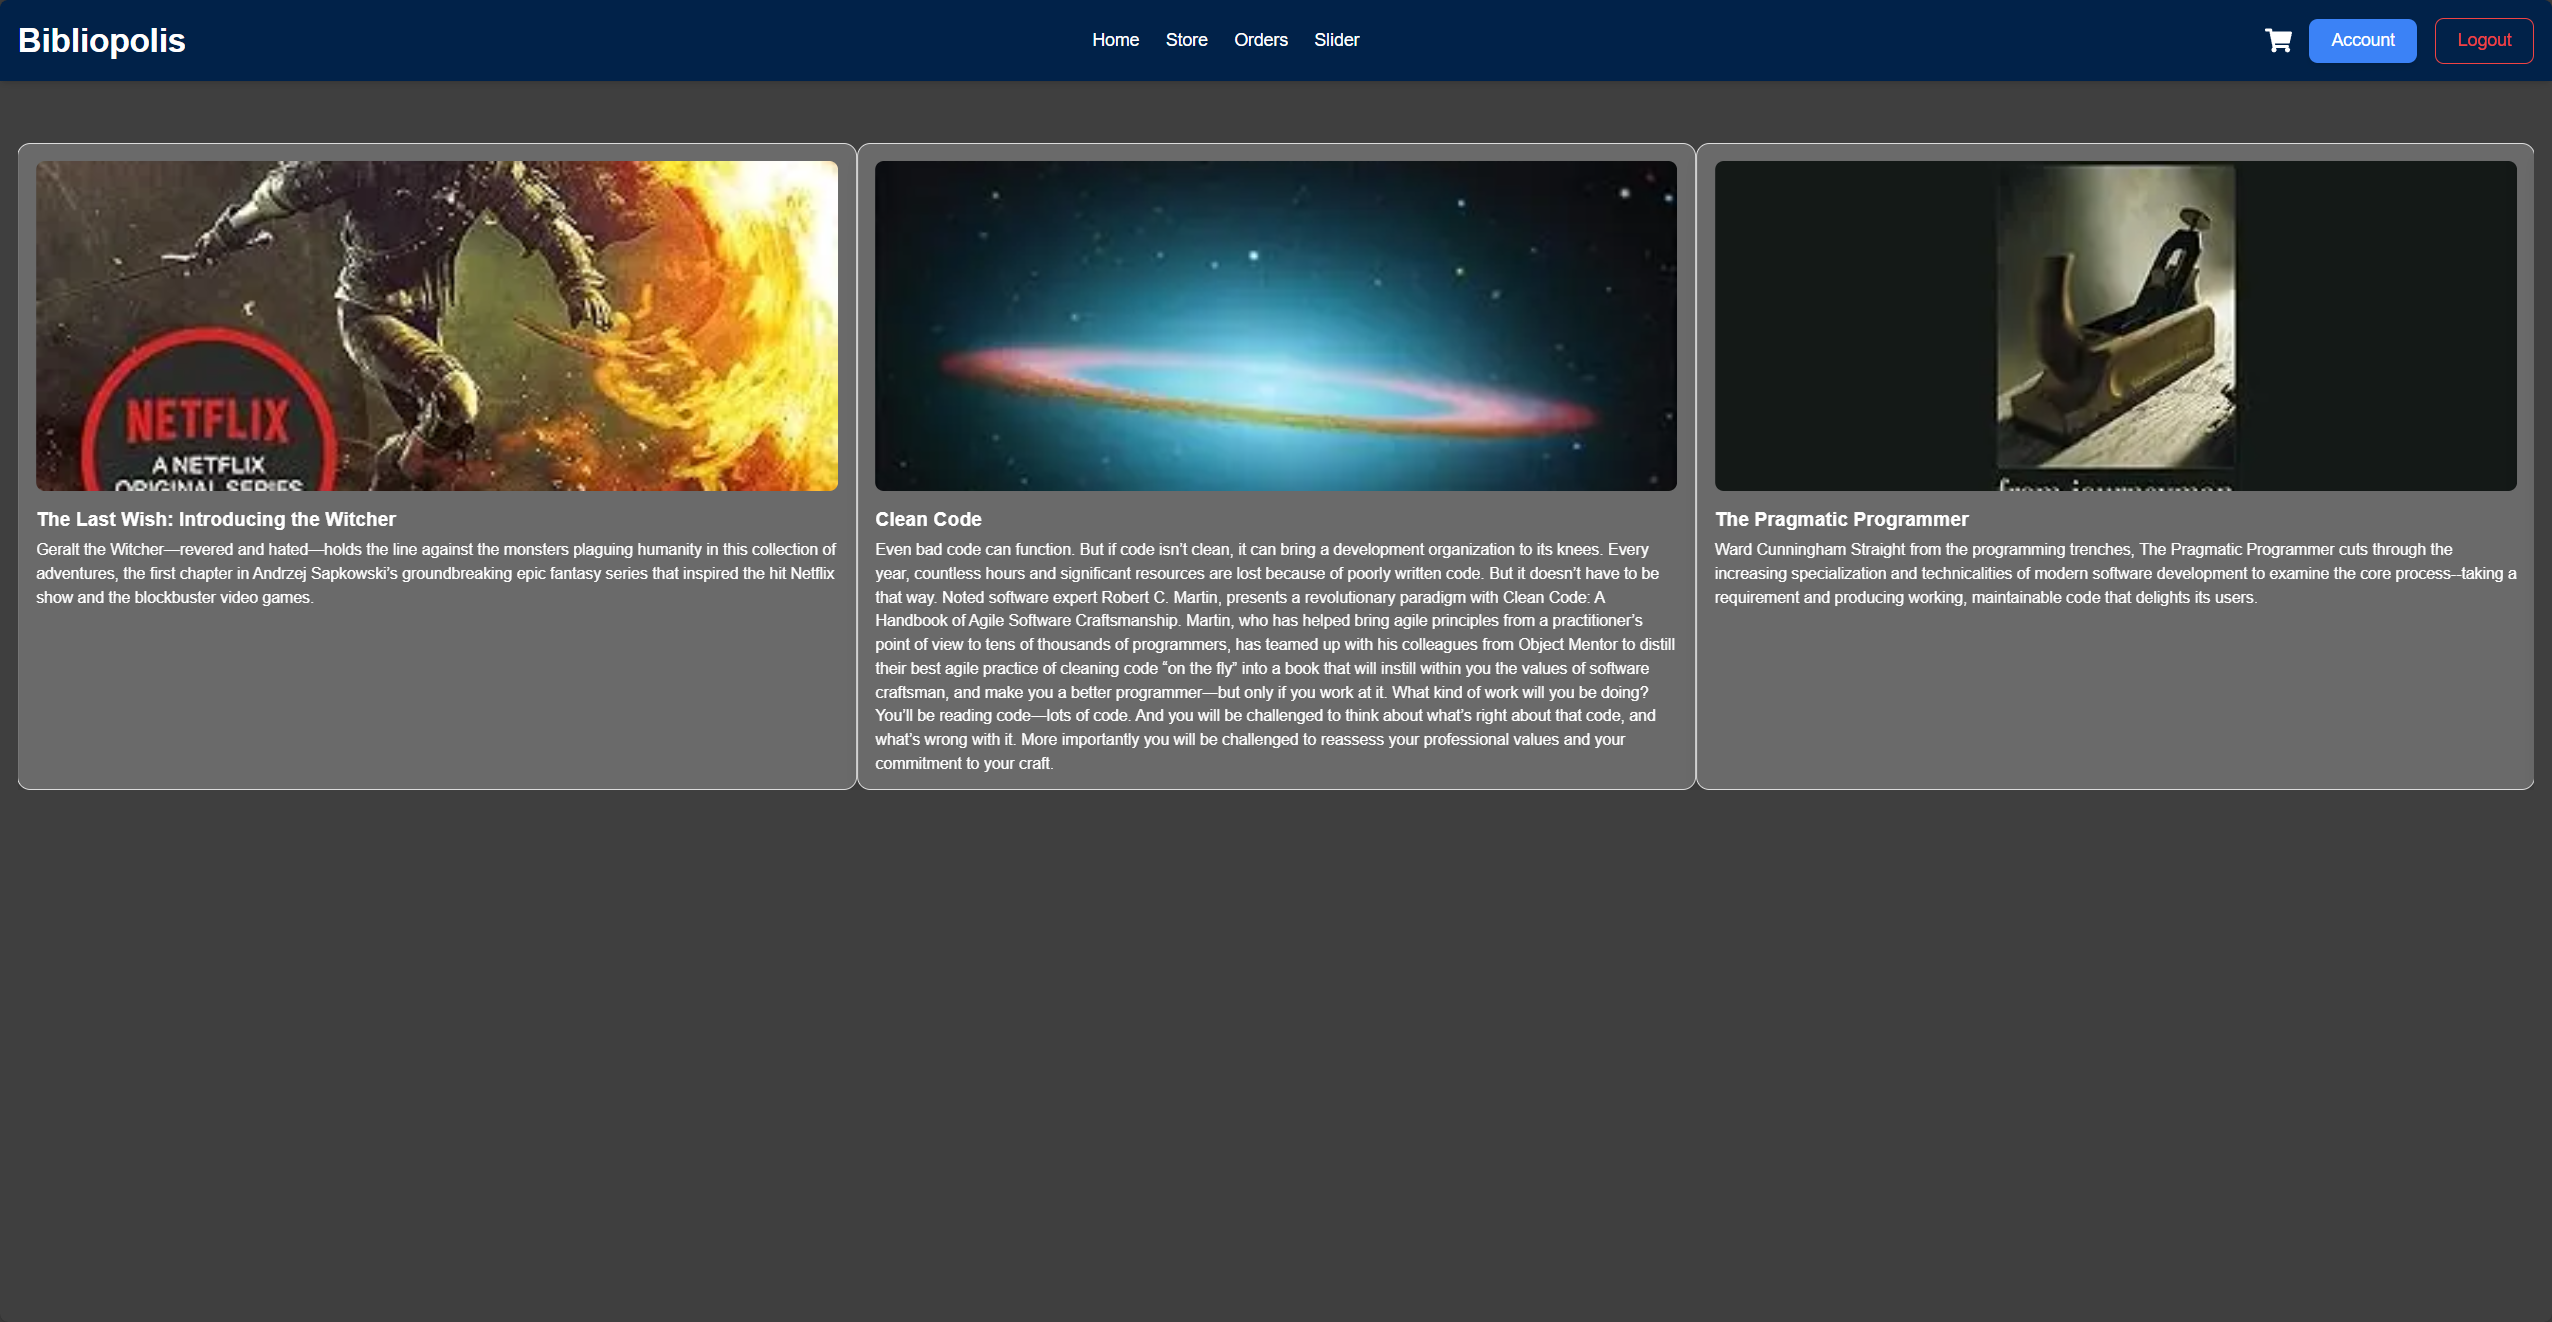 Bibliopolis
Home Store Orders Slider
Account
Logout
NETFLIX
A NETFLIX
ORIGINAL SERIES
The Last Wish: Introducing the Witcher
Geralt the Witcher—revered and hated—holds the line against the monsters plaguing humanity in this collection of
adventures, the first chapter in Andrzej Sapkowski’s groundbreaking epic fantasy series that inspired the hit Netflix
show and the blockbuster video games.
Clean Code
Even bad code can function. But if code isn’t clean, it can bring a development organization to its knees. Every
year, countless hours and significant resources are lost because of poorly written code. But it doesn’t have to be
that way. Noted software expert Robert C. Martin, presents a revolutionary paradigm with Clean Code: A
Handbook of Agile Software Craftsmanship. Martin, who has helped bring agile principles from a practitioner’s
point of view to tens of thousands of programmers, has teamed up with his colleagues from Object Mentor to distill
their best agile practice of cleaning code “on the fly” into a book that will instill within you the values of software
craftsman, and make you a better programmer—but only if you work at it. What kind of work will you be doing?
You’ll be reading code—lots of code. And you will be challenged to think about what’s right about that code, and
what’s wrong with it. More importantly you will be challenged to reassess your professional values and your
commitment to your craft.
from journeyman
The Pragmatic Programmer
Ward Cunningham Straight from the programming trenches, The Pragmatic Programmer cuts through the
increasing specialization and technicalities of modern software development to examine the core process--taking a
requirement and producing working, maintainable code that delights its users.